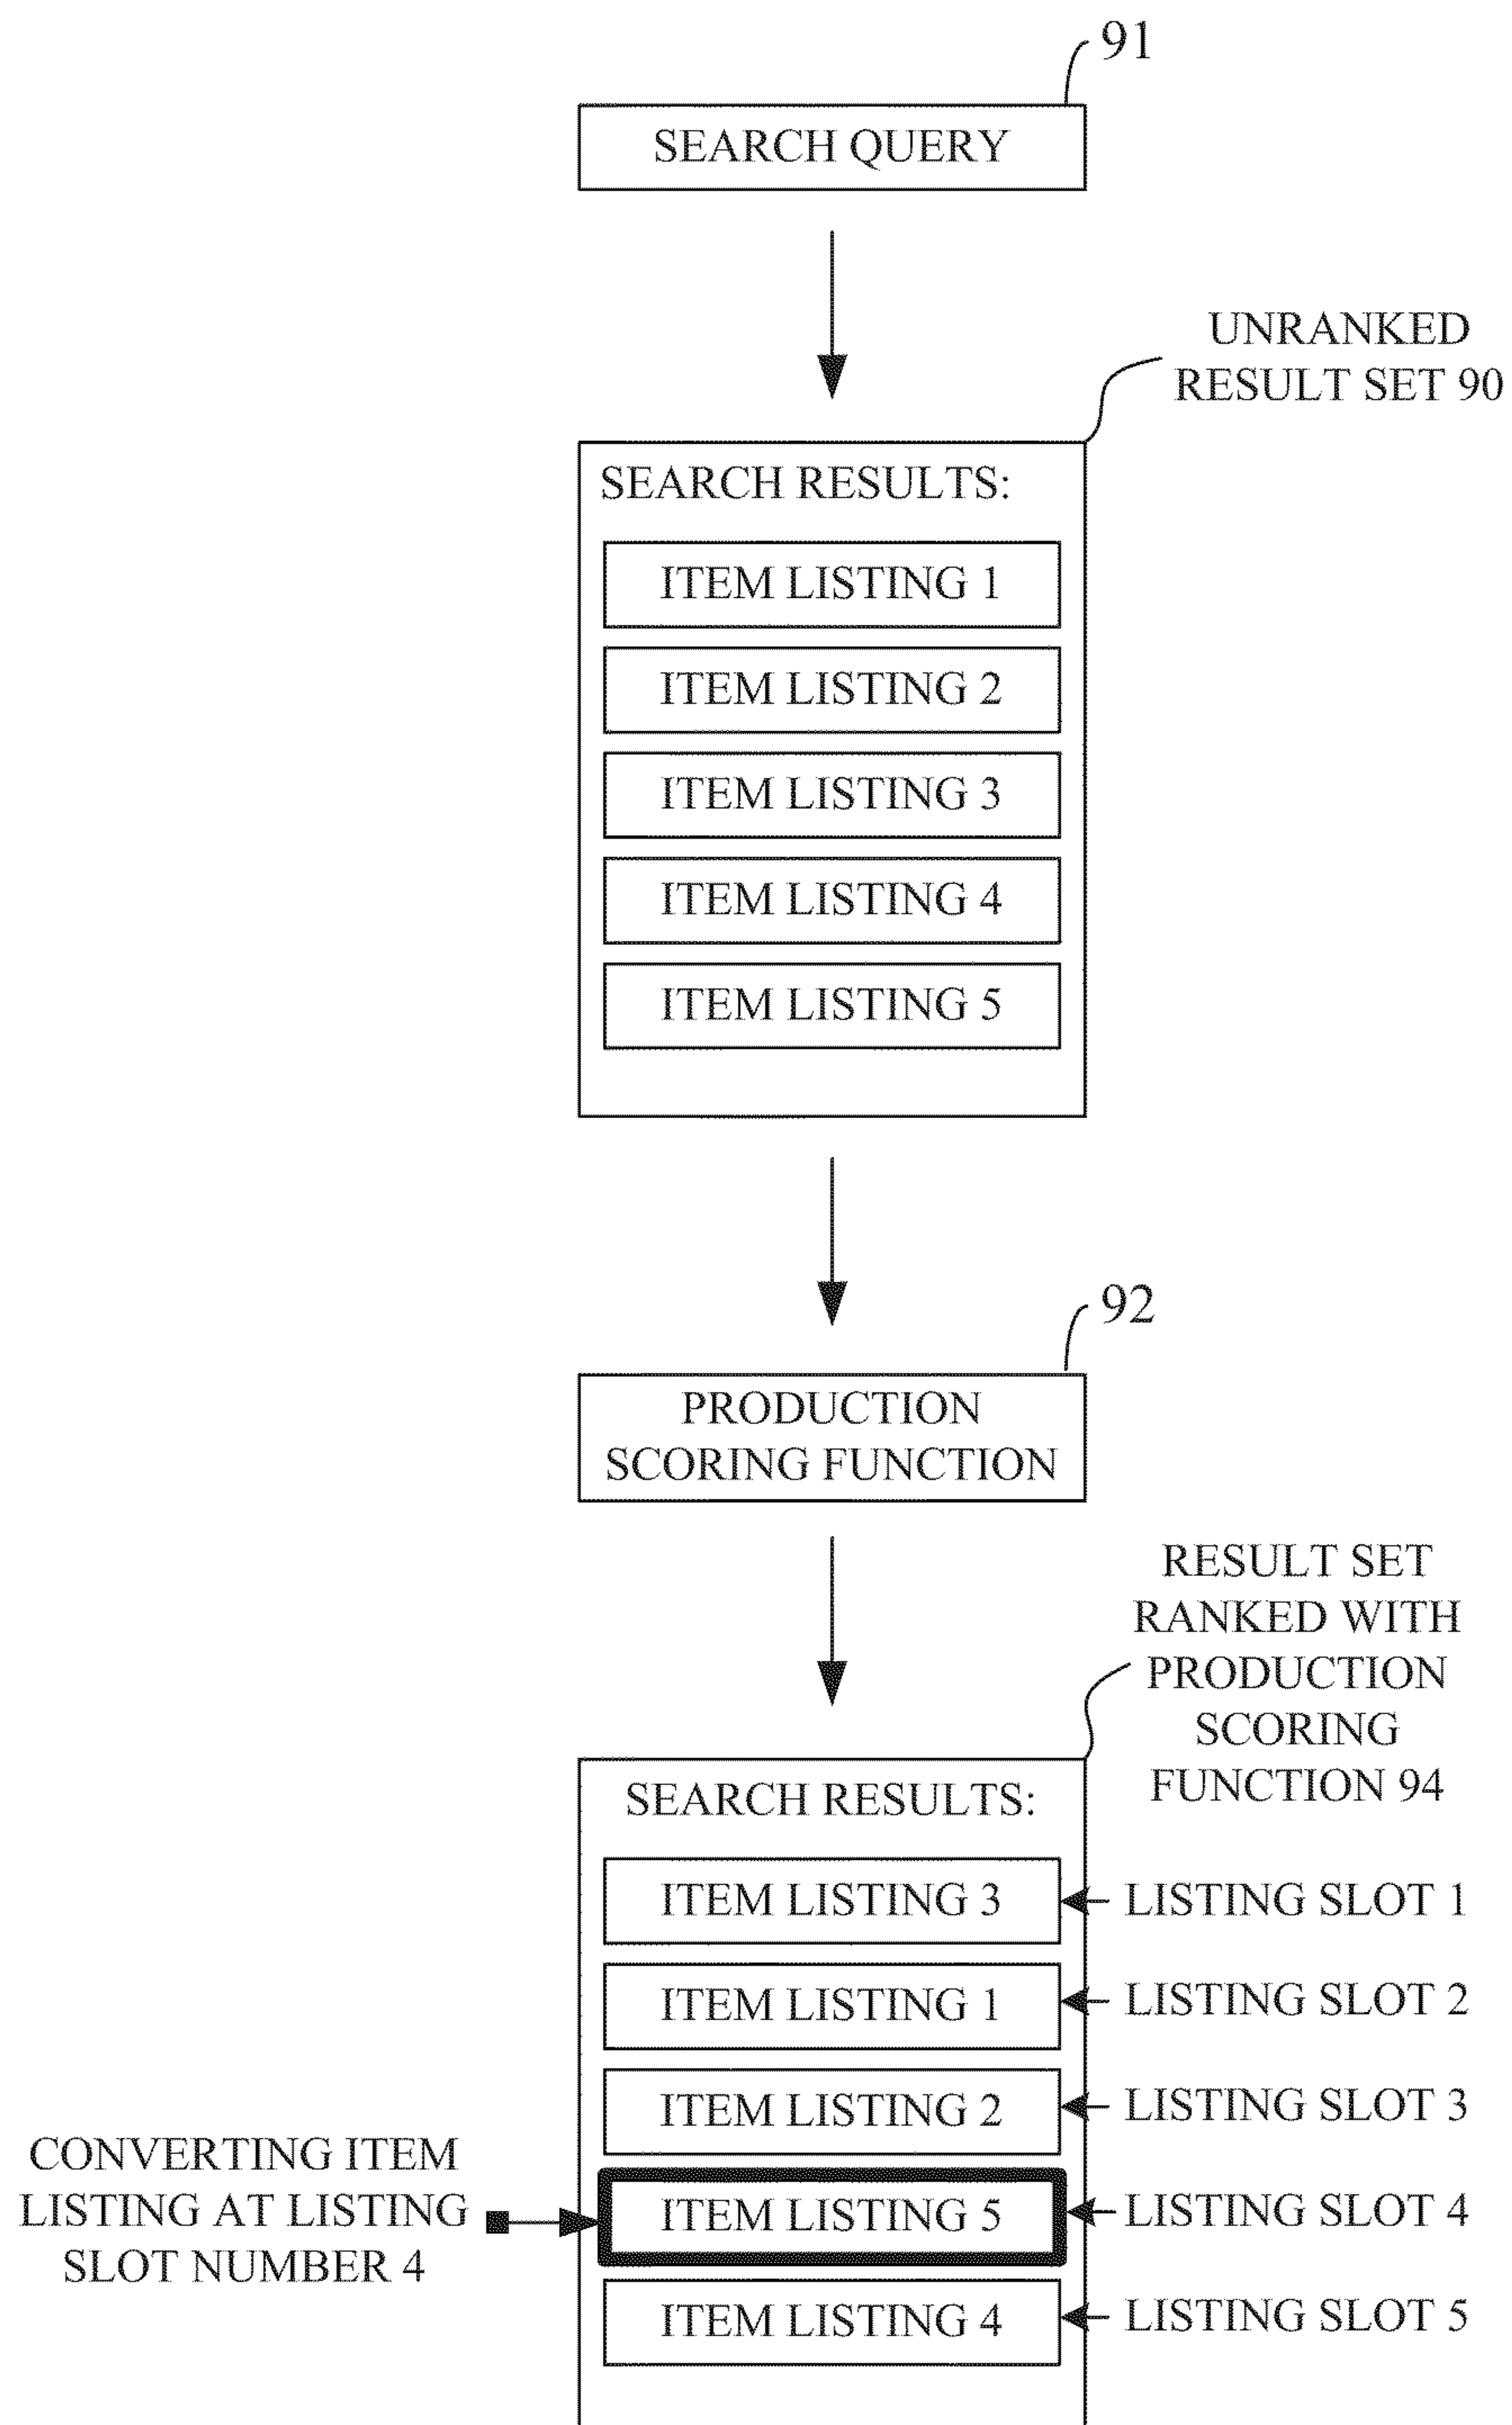 91
SEARCH QUERY
UNRANKED
RESULT SET 90
SEARCH RESULTS:
ITEM LISTING 1
ITEM LISTING 2
ITEM LISTING 3
ITEM LISTING 4
ITEM LISTING 5
92
PRODUCTION
SCORING FUNCTION
RESULT SET
RANKED WITH
PRODUCTION
SCORING
FUNCTION 94
SEARCH RESULTS:
ITEM LISTING 3
LISTING SLOT 1
ITEM LISTING 1
LISTING SLOT 2
ITEM LISTING 2
LISTING SLOT 3
CONVERTING ITEM
LISTING AT LISTING
SLOT NUMBER 4
ITEM LISTING 5
LISTING SLOT 4
ITEM LISTING 4
LISTING SLOT 5